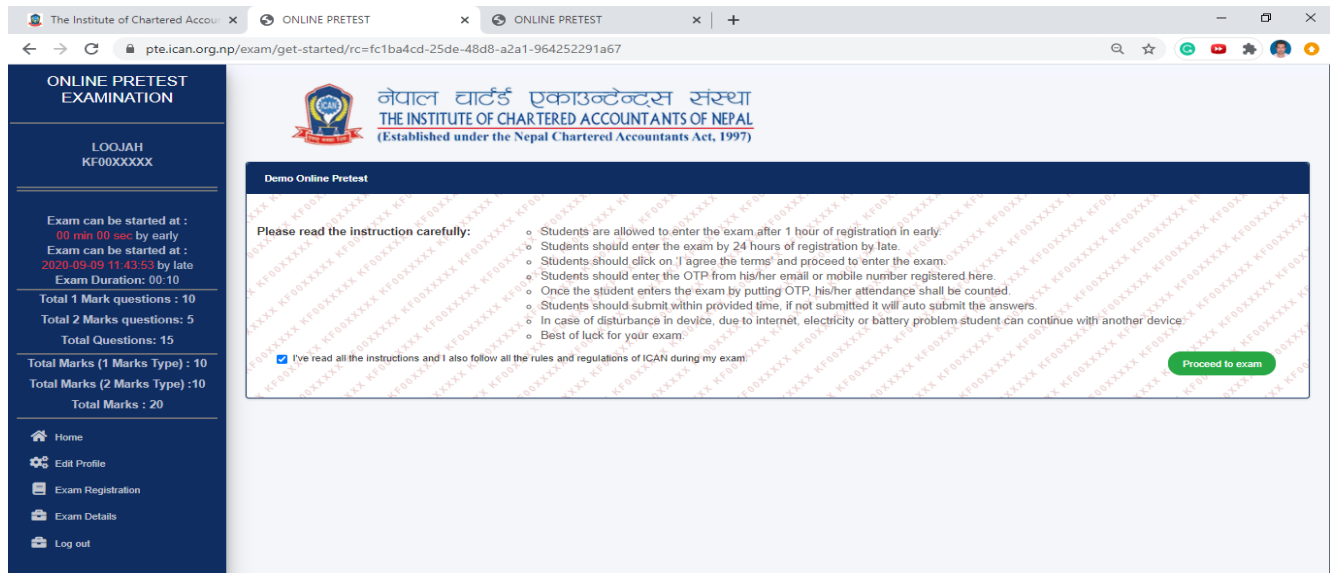 The Institute of Chartered Accou
ONLINE PRETEST
ONLINE PRETEST
pte.ican.org.np/exam/get-started/rc=fc1ba4cd-25de-48d8-a2a1-964252291a67
ONLINE PRETEST
EXAMINATION
LOOJAH
KF00XXXXX
Exam can be started at :
00 min 00 sec by early
Exam can be started at :
2020-09-09 11:43:53 by late
Exam Duration: 00:10
Total 1 Mark questions : 10
Total 2 Marks questions: 5
Total Questions: 15
Total Marks (1 Marks Type) : 10
Total Marks (2 Marks Type) :10
Total Marks : 20
Home
Edit Profile
Exam Registration
Exam Details
Log out
ICAN
नेपाल चार्टर्ड एकाउन्टेन्ट्स संस्था
THE INSTITUTE OF CHARTERED ACCOUNTANTS OF NEPAL
(Established under the Nepal Chartered Accountants Act, 1997)
Demo Online Pretest
Please read the instruction carefully:
Students are allowed to enter the exam after 1 hour of registration in early.
Students should enter the exam by 24 hours of registration by late.
Students should click on 'I agree the terms' and proceed to enter the exam.
Students should enter the OTP from his/her email or mobile number registered here.
Once the student enters the exam by putting OTP, his/her attendance shall be counted.
Students should submit within provided time, if not submitted it will auto submit the answers.
In case of disturbance in device, due to internet, electricity or battery problem student can continue with another device.
Best of luck for your exam.
I've read all the instructions and I also follow all the rules and regulations of ICAN during my exam.
Proceed to exam